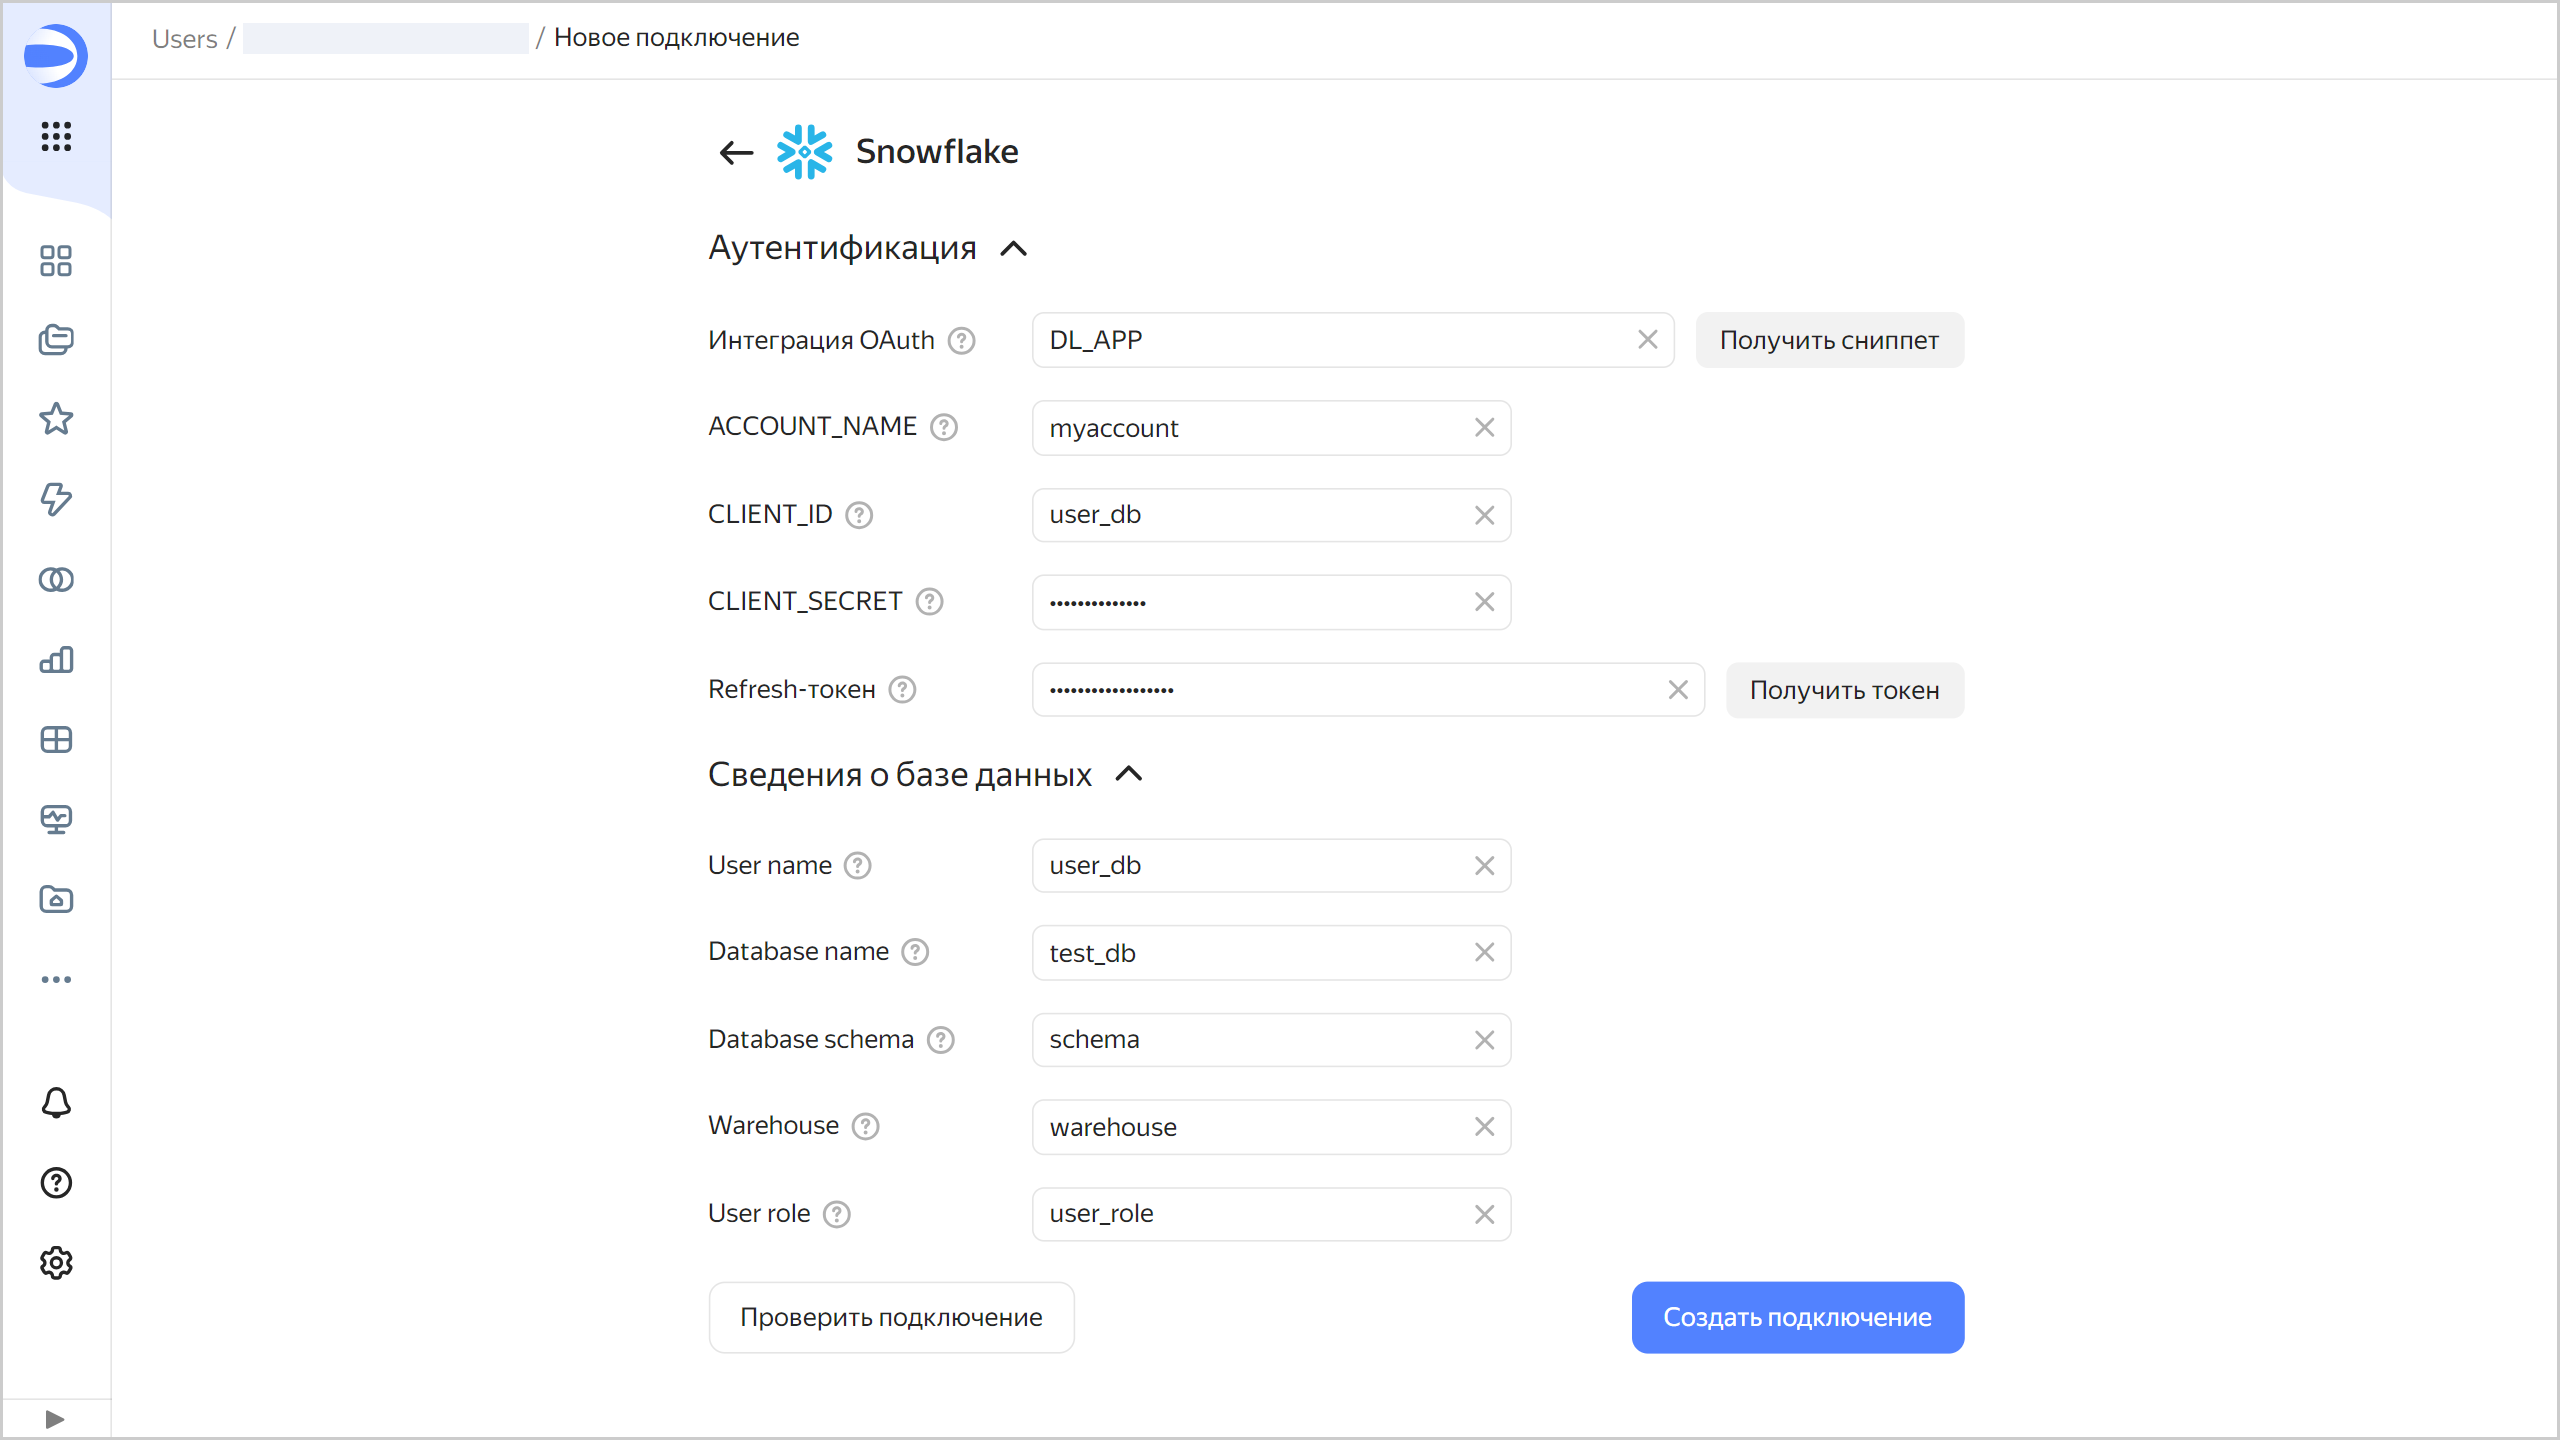 Users / / Новое подключение
Snowflake
Аутентификация
Интеграция OAuth DL_APP Получить сниппет
ACCOUNT_NAME myaccount
CLIENT_ID user_db
CLIENT_SECRET ••••••••••••••
Refresh-токен •••••••••••••••••• Получить токен
Сведения о базе данных
User name user_db
Database name test_db
Database schema schema
Warehouse warehouse
User role user_role
Проверить подключение Создать подключение